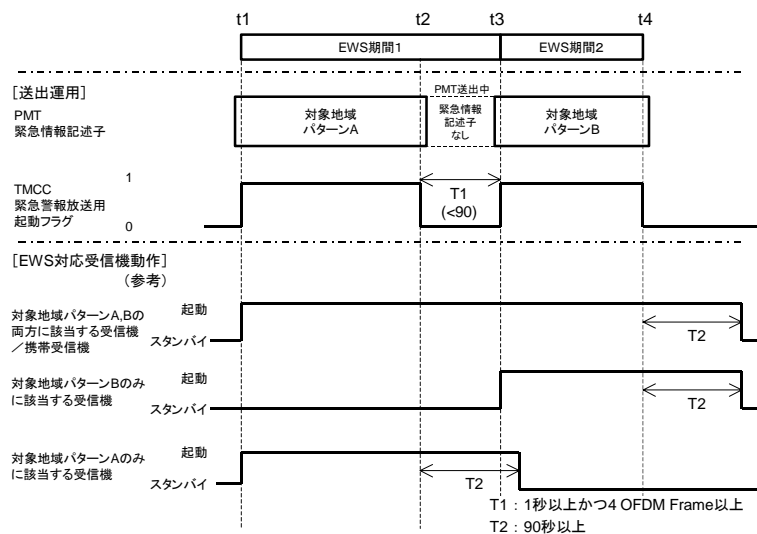 t1 t2 t3 t4
EWS期間1 EWS期間2
[送出運用]
PMT
緊急情報記述子
対象地域
パターンA
PMT送出中
緊急情報
記述子
なし
対象地域
パターンB
TMCC
緊急警報放送用
起動フラグ
1
0
T1
(<90)
[EWS対応受信機動作]
(参考)
対象地域パターンA,Bの
両方に該当する受信機
/携帯受信機
起動
スタンバイ
T2
対象地域パターンBのみ
に該当する受信機
起動
スタンバイ
T2
対象地域パターンAのみ
に該当する受信機
起動
スタンバイ
T2
T1:1秒以上かつ4 OFDM Frame以上
T2:90秒以上